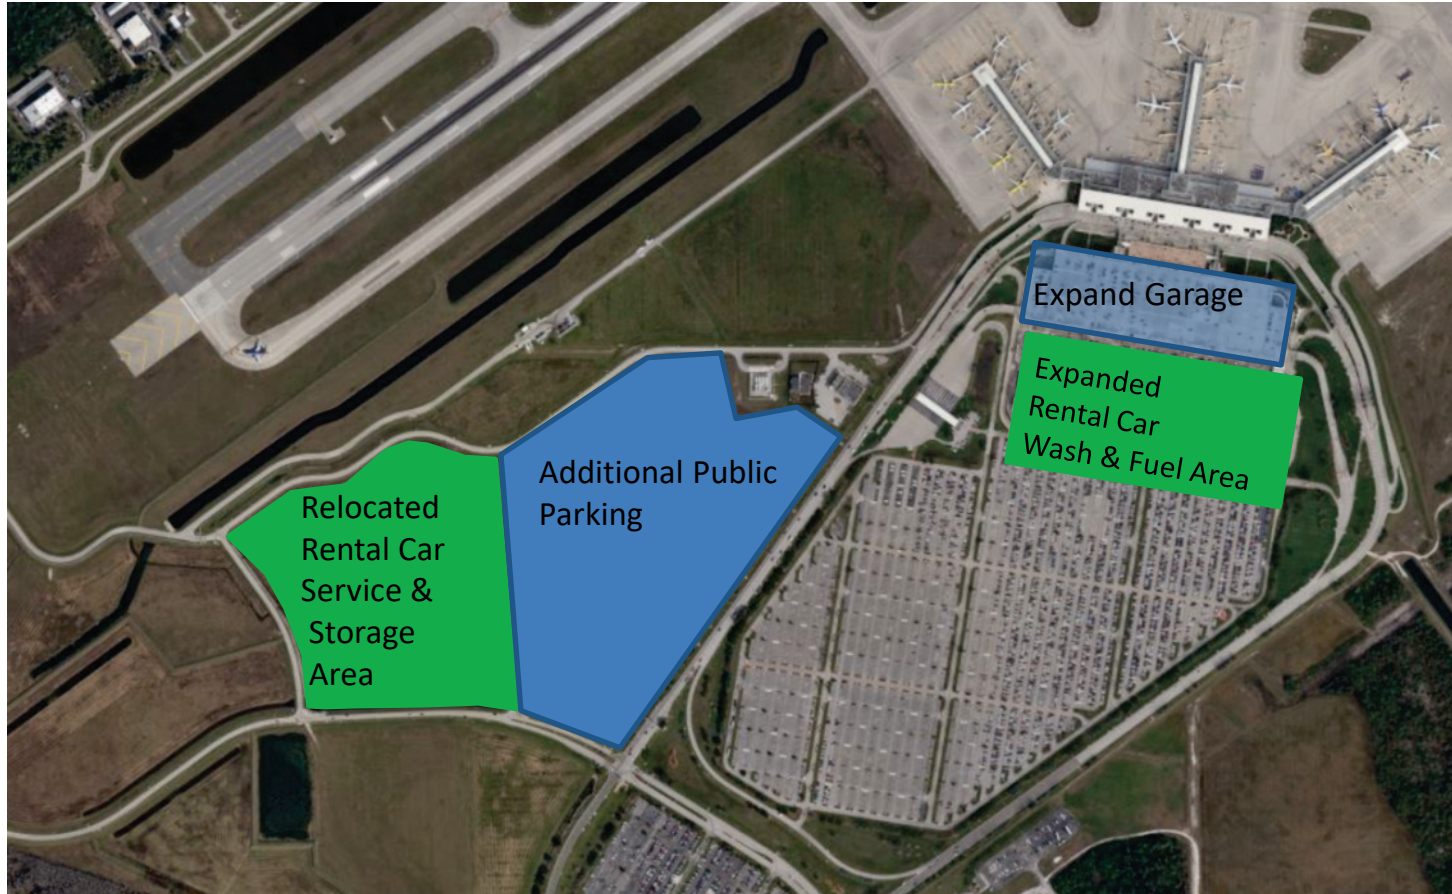 Expand Garage
Expanded
Rental Car
Wash & Fuel Area
Additional Public
Parking
Relocated
Rental Car
Service &
Storage
Area